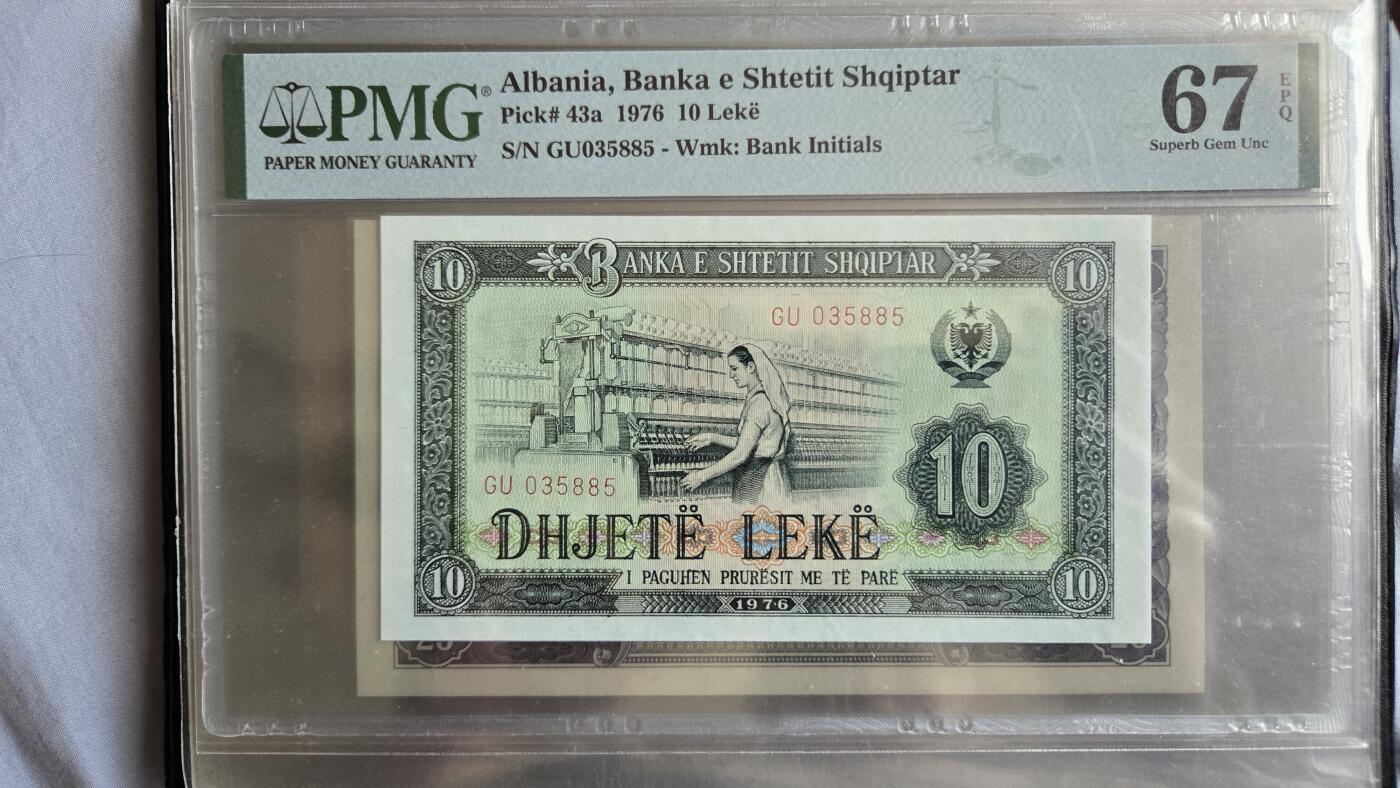 PMG®
PAPER MONEY GUARANTY
Albania, Banka e Shtetit Shqiptar
Pick# 43a 1976 10 Lekë
S/N GU035885 - Wmk: Bank Initials
67
EPQ
Superb Gem Unc
10
BANKA E SHTETIT SHQIPTAR
10
GU 035885
10
GU 035885
DHJETË LEKË
I PAGUHEN PRURËSIT ME TË PARË
10
1976
10